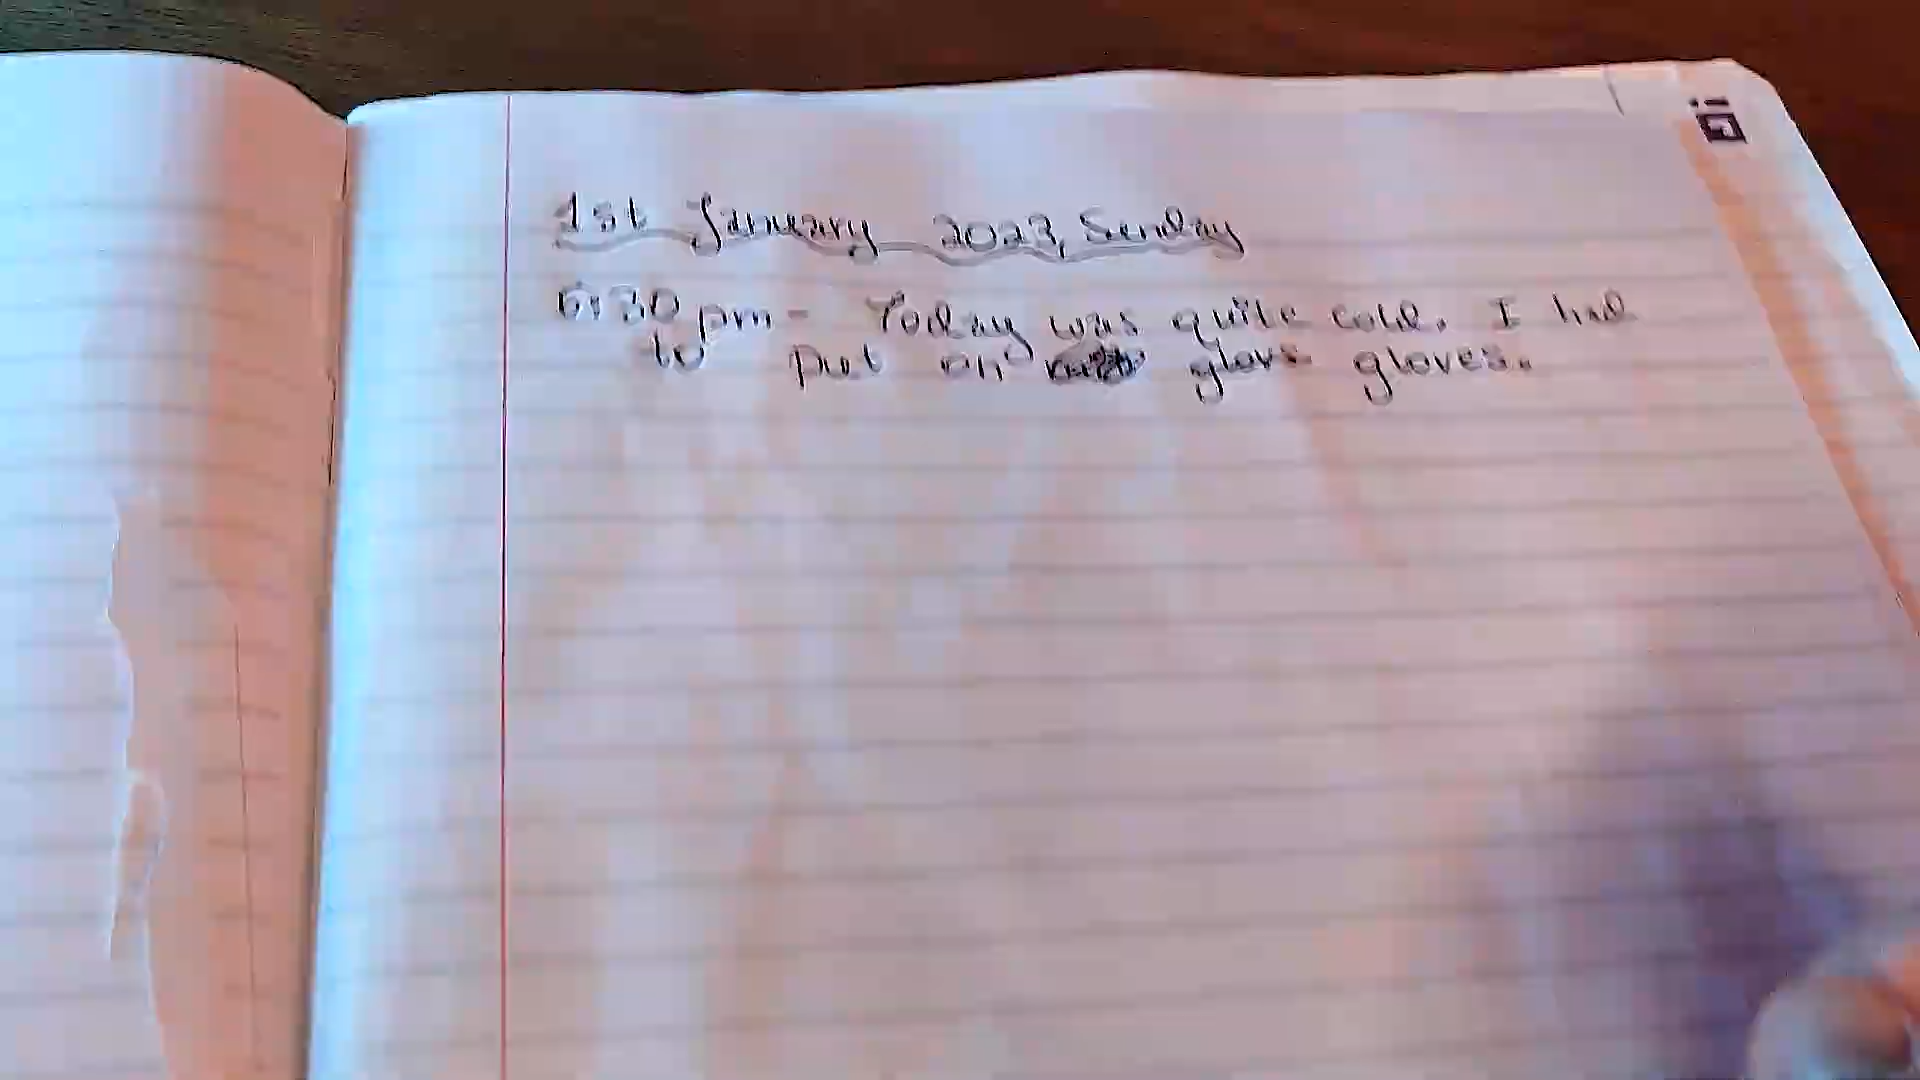 1st January 2023, Sunday
6:30 pm - Today was quite cold. I had
to put on glove gloves.